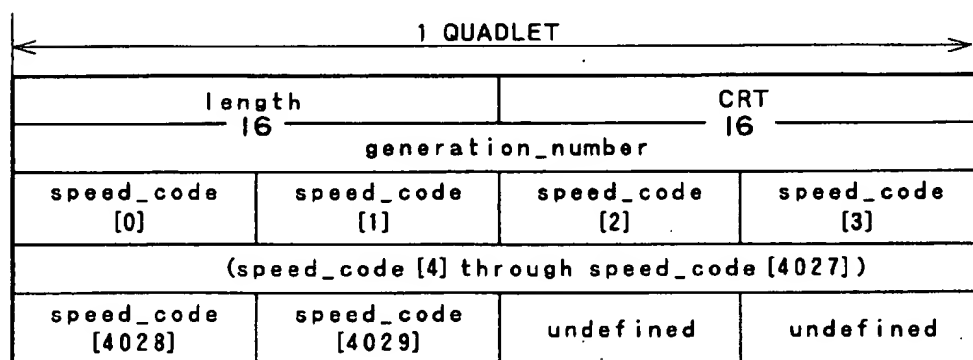 1 QUADLET
length CRT
16 16
generation_number
speed_code speed_code speed_code speed_code
[0] [1] [2] [3]
(speed_code [4] through speed_code [4027])
speed_code speed_code undefined undefined
[4028] [4029]